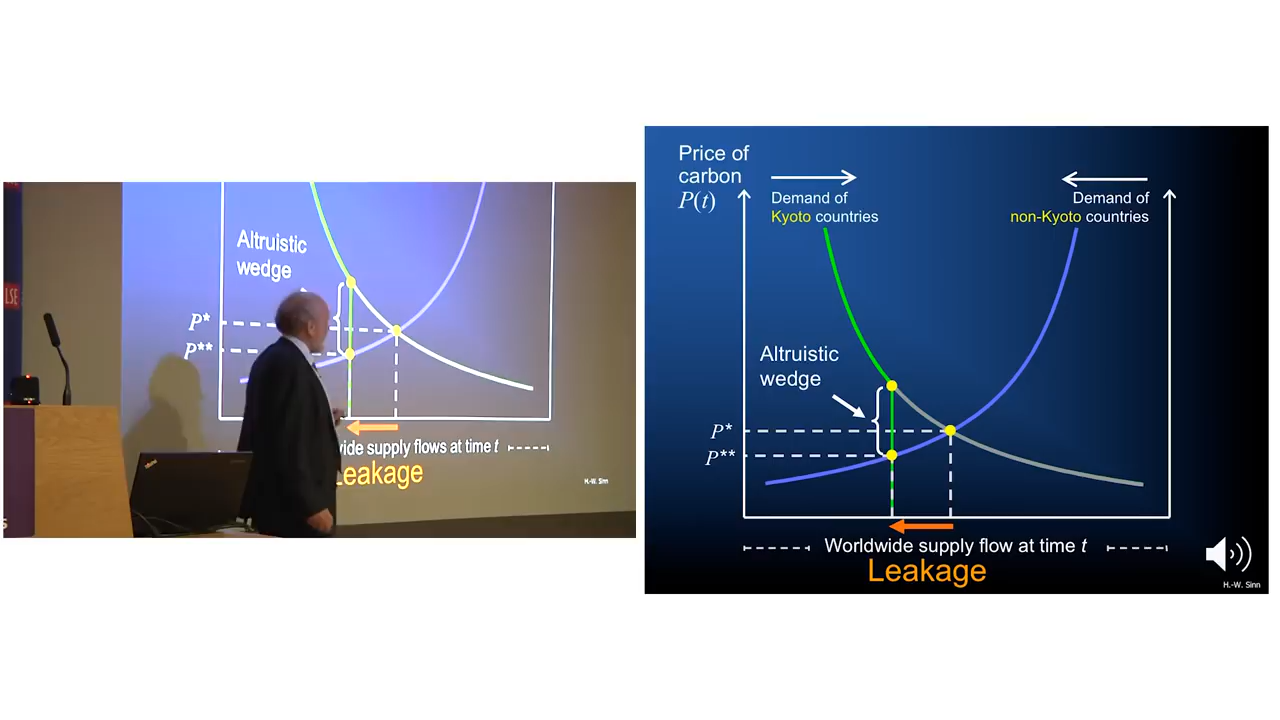 LSE
Altruistic
wedge
P*
P**
wide supply flows at time t
Leakage
H.-W. Sinn
s
Price of
carbon
P(t)
Demand of
Kyoto countries
Demand of
non-Kyoto countries
Altruistic
wedge
P*
P**
Worldwide supply flow at time t
Leakage
H.-W. Sinn